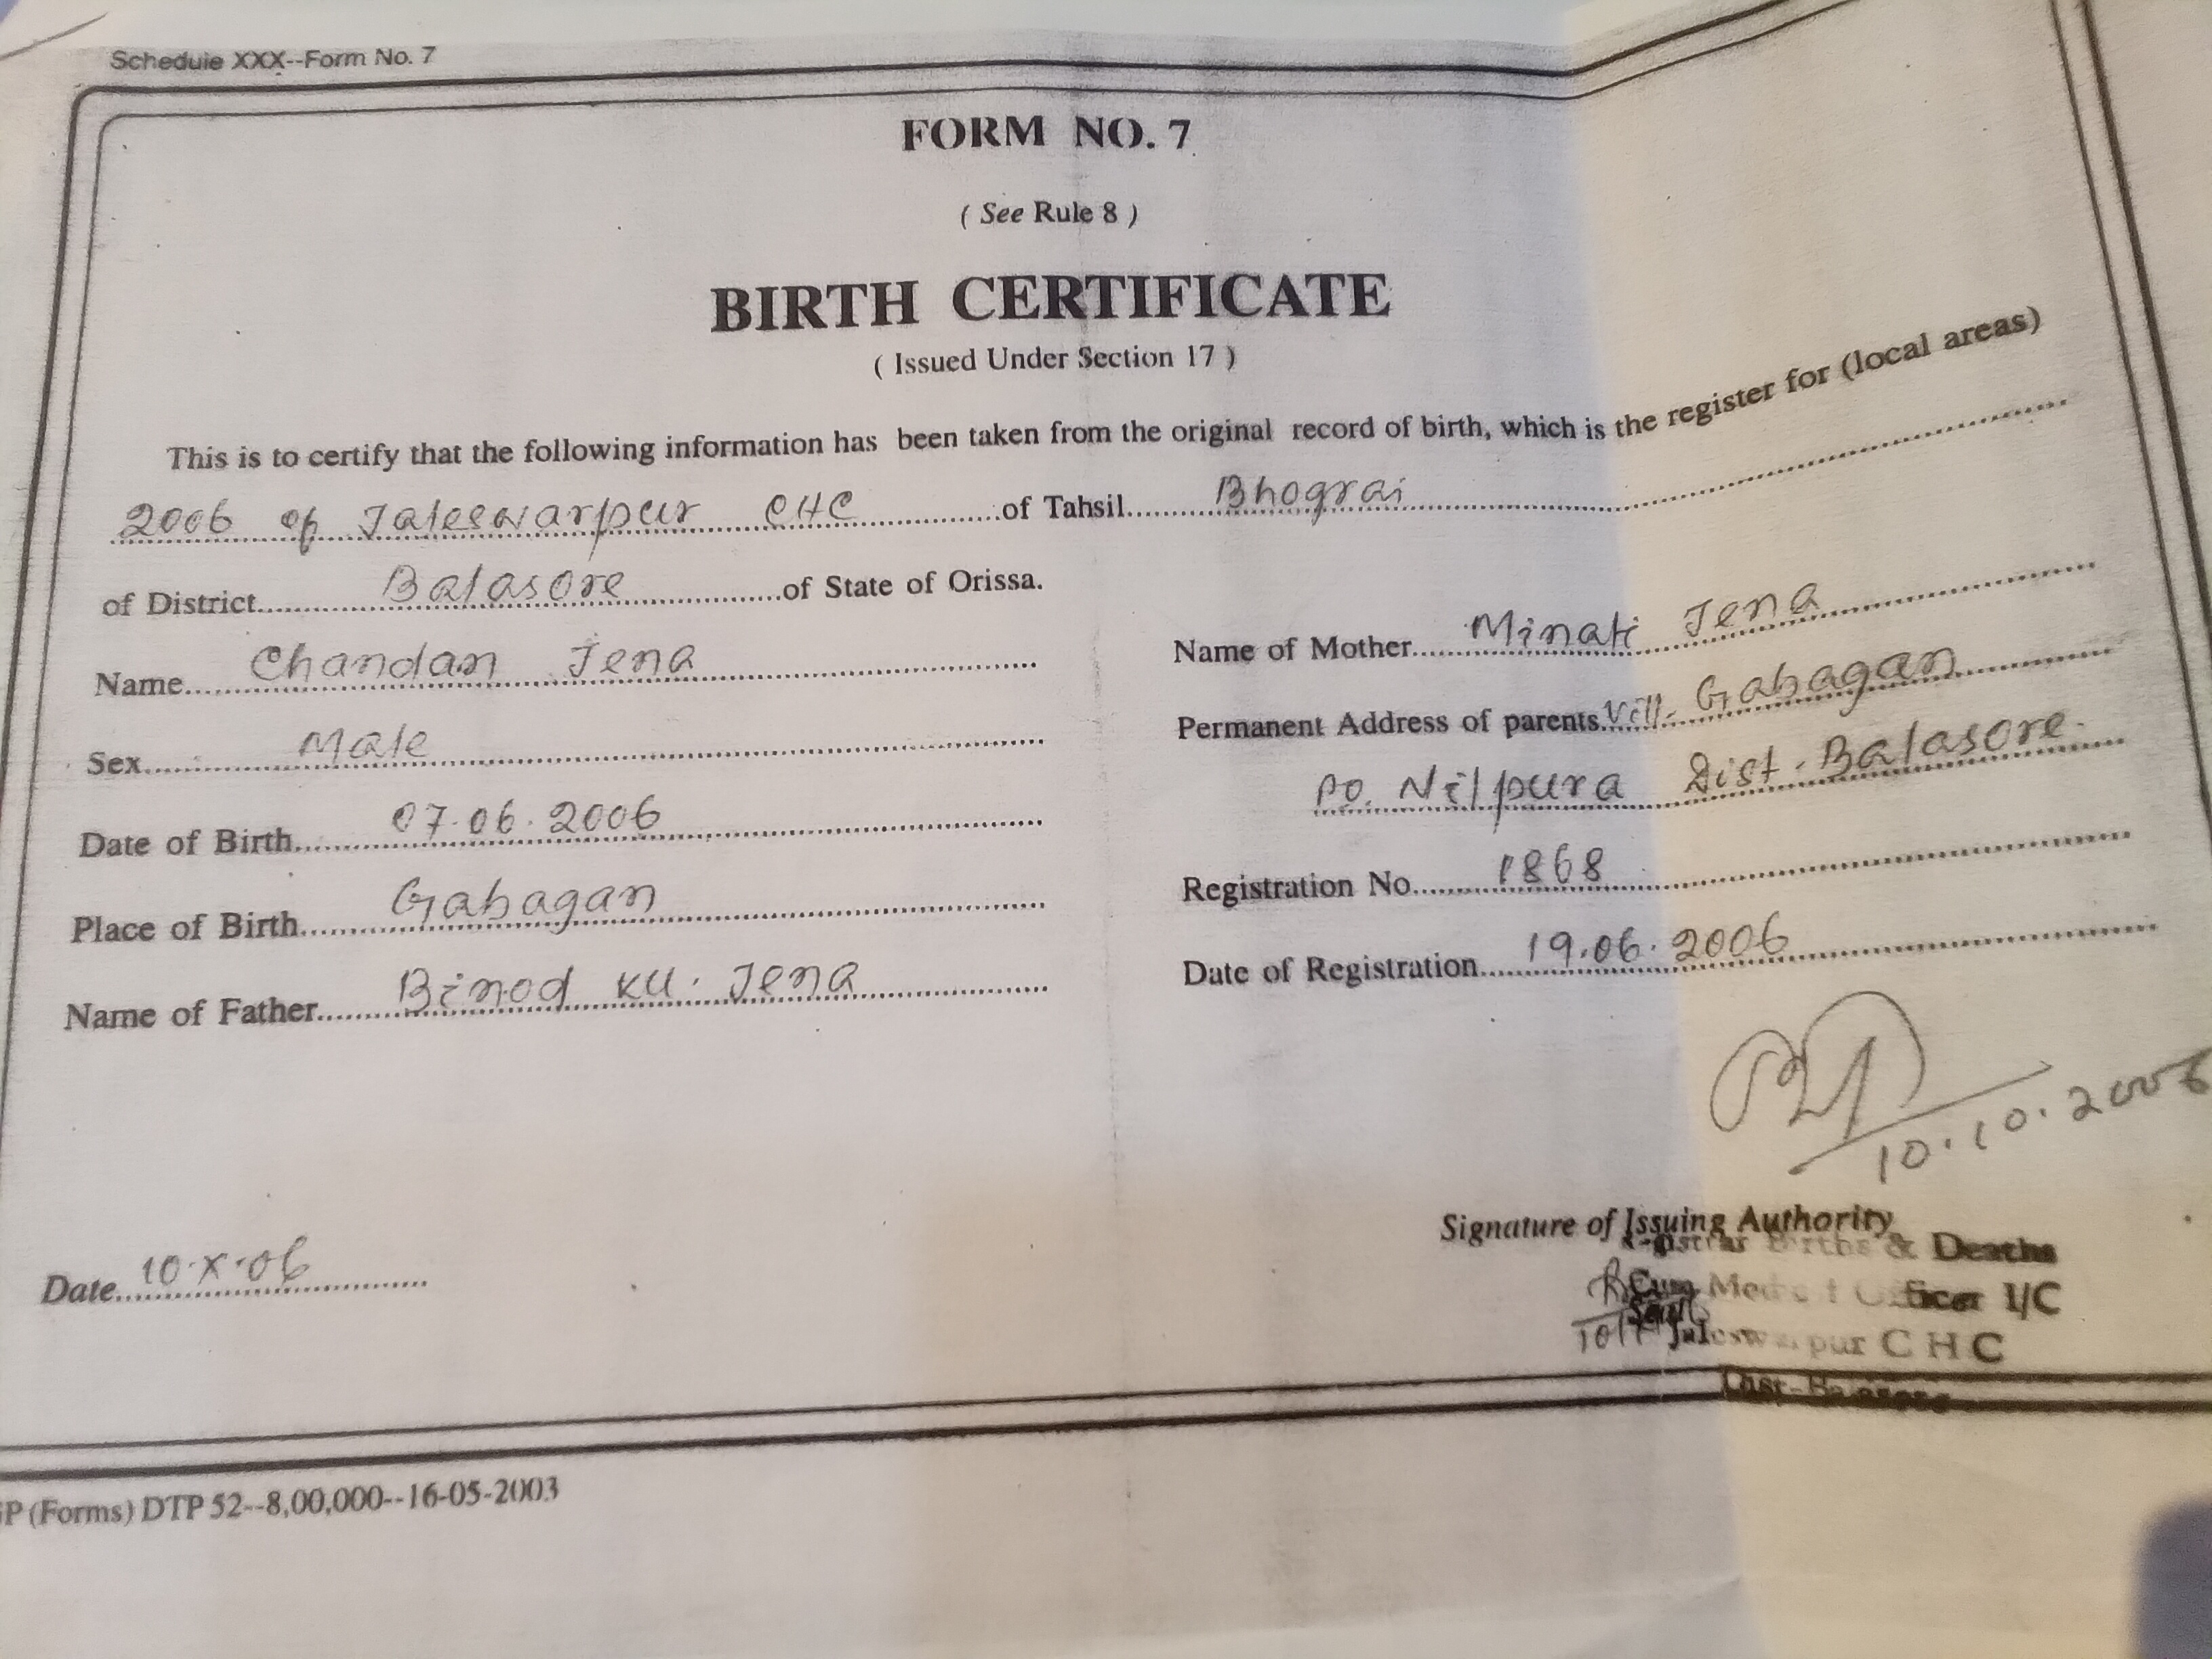 Schedule XXX--Form No. 7
FORM NO. 7
( See Rule 8 )
BIRTH CERTIFICATE
( Issued Under Section 17 )
This is to certify that the following information has been taken from the original record of birth, which is the register for (local areas)
2006 of Jaleswarpur CHC of Tahsil Bhograi
of District Balasore of State of Orissa.
Name Chandan Jena
Sex Male
Date of Birth 07.06.2006
Place of Birth Gabagan
Name of Father Binod Ku. Jena
Name of Mother Minati Jena
Permanent Address of parents Vill- Gabagan
PO. Nilpura Dist. Balasore.
Registration No. 1868
Date of Registration 19.06.2006
10.10.2006
Signature of Issuing Authority
Births & Deaths
I/C
Jaleswarpur C H C
Date 10.X.06
GP (Forms) DTP 52--8,00,000--16-05-2003